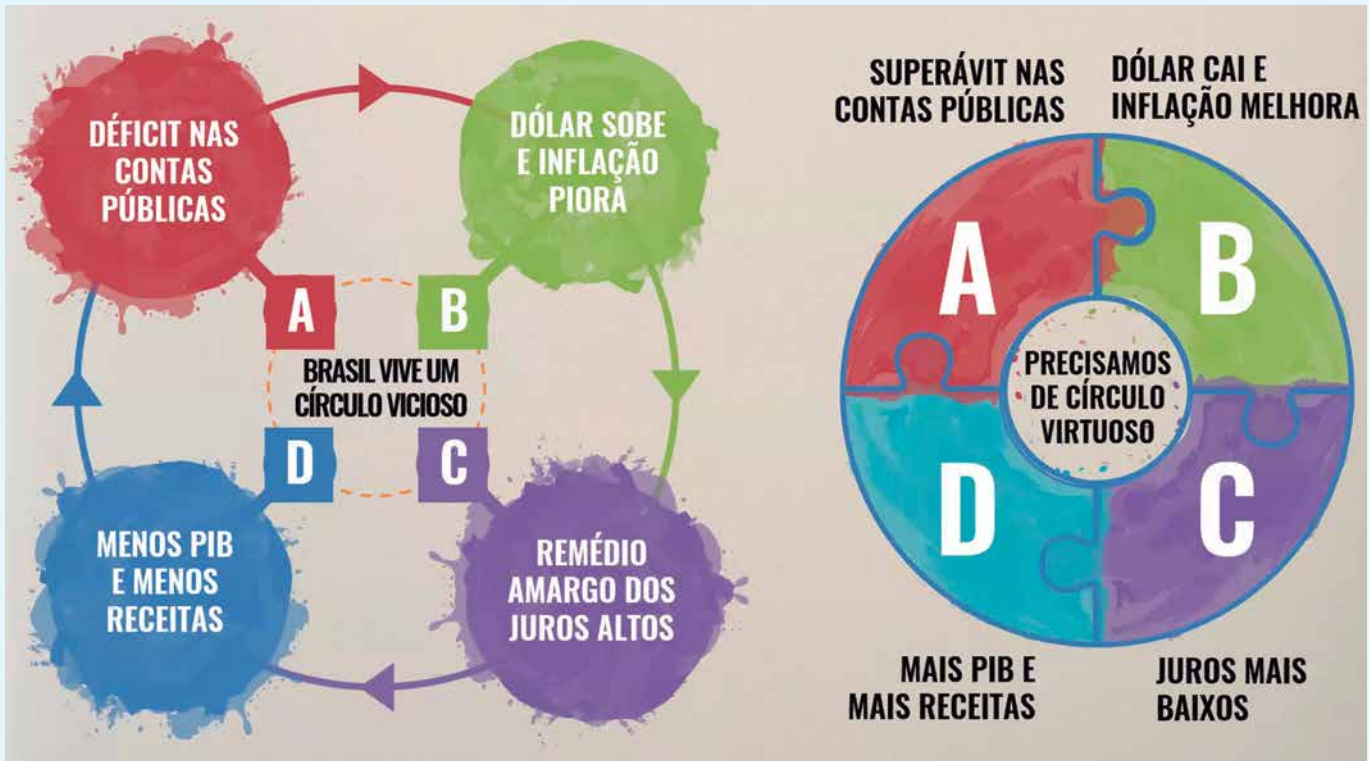 DÉFICIT NAS
CONTAS
PÚBLICAS
DÓLAR SOBE
E INFLAÇÃO
PIORA
A
B
BRASIL VIVE UM
CÍRCULO VICIOSO
D
C
MENOS PIB
E MENOS
RECEITAS
REMÉDIO
AMARGO DOS
JUROS ALTOS
SUPERÁVIT NAS
CONTAS PÚBLICAS
DÓLAR CAI E
INFLAÇÃO MELHORA
A
B
PRECISAMOS
DE CÍRCULO
VIRTUOSO
D
C
MAIS PIB E
MAIS RECEITAS
JUROS MAIS
BAIXOS